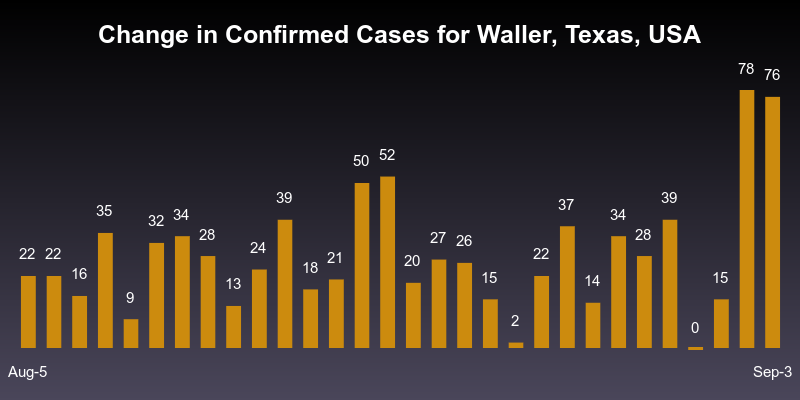 Change in Confirmed Cases for Waller, Texas, USA
22 22 16 35 9 32 34 28 13 24 39 18 21 50 52 20 27 26 15 2 22 37 14 34 28 39 0 15 78 76
Aug-5 Sep-3